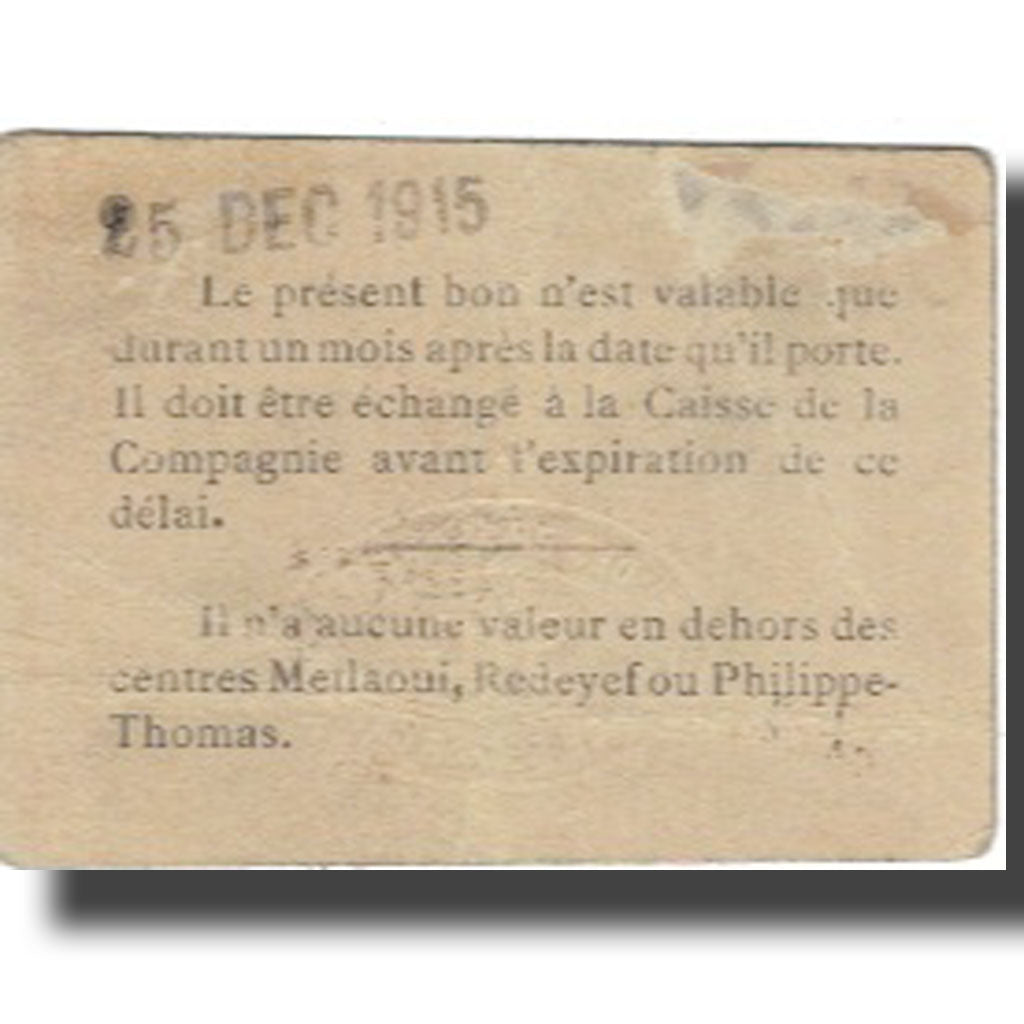 25 DEC 1915
Le présent bon n'est valable que
durant un mois après la date qu'il porte.
Il doit être échangé à la Caisse de la
Compagnie avant l'expiration de ce
délai.
Il n'a aucune valeur en dehors des
centres Metlaoui, Redeyef ou Philippe-
Thomas.